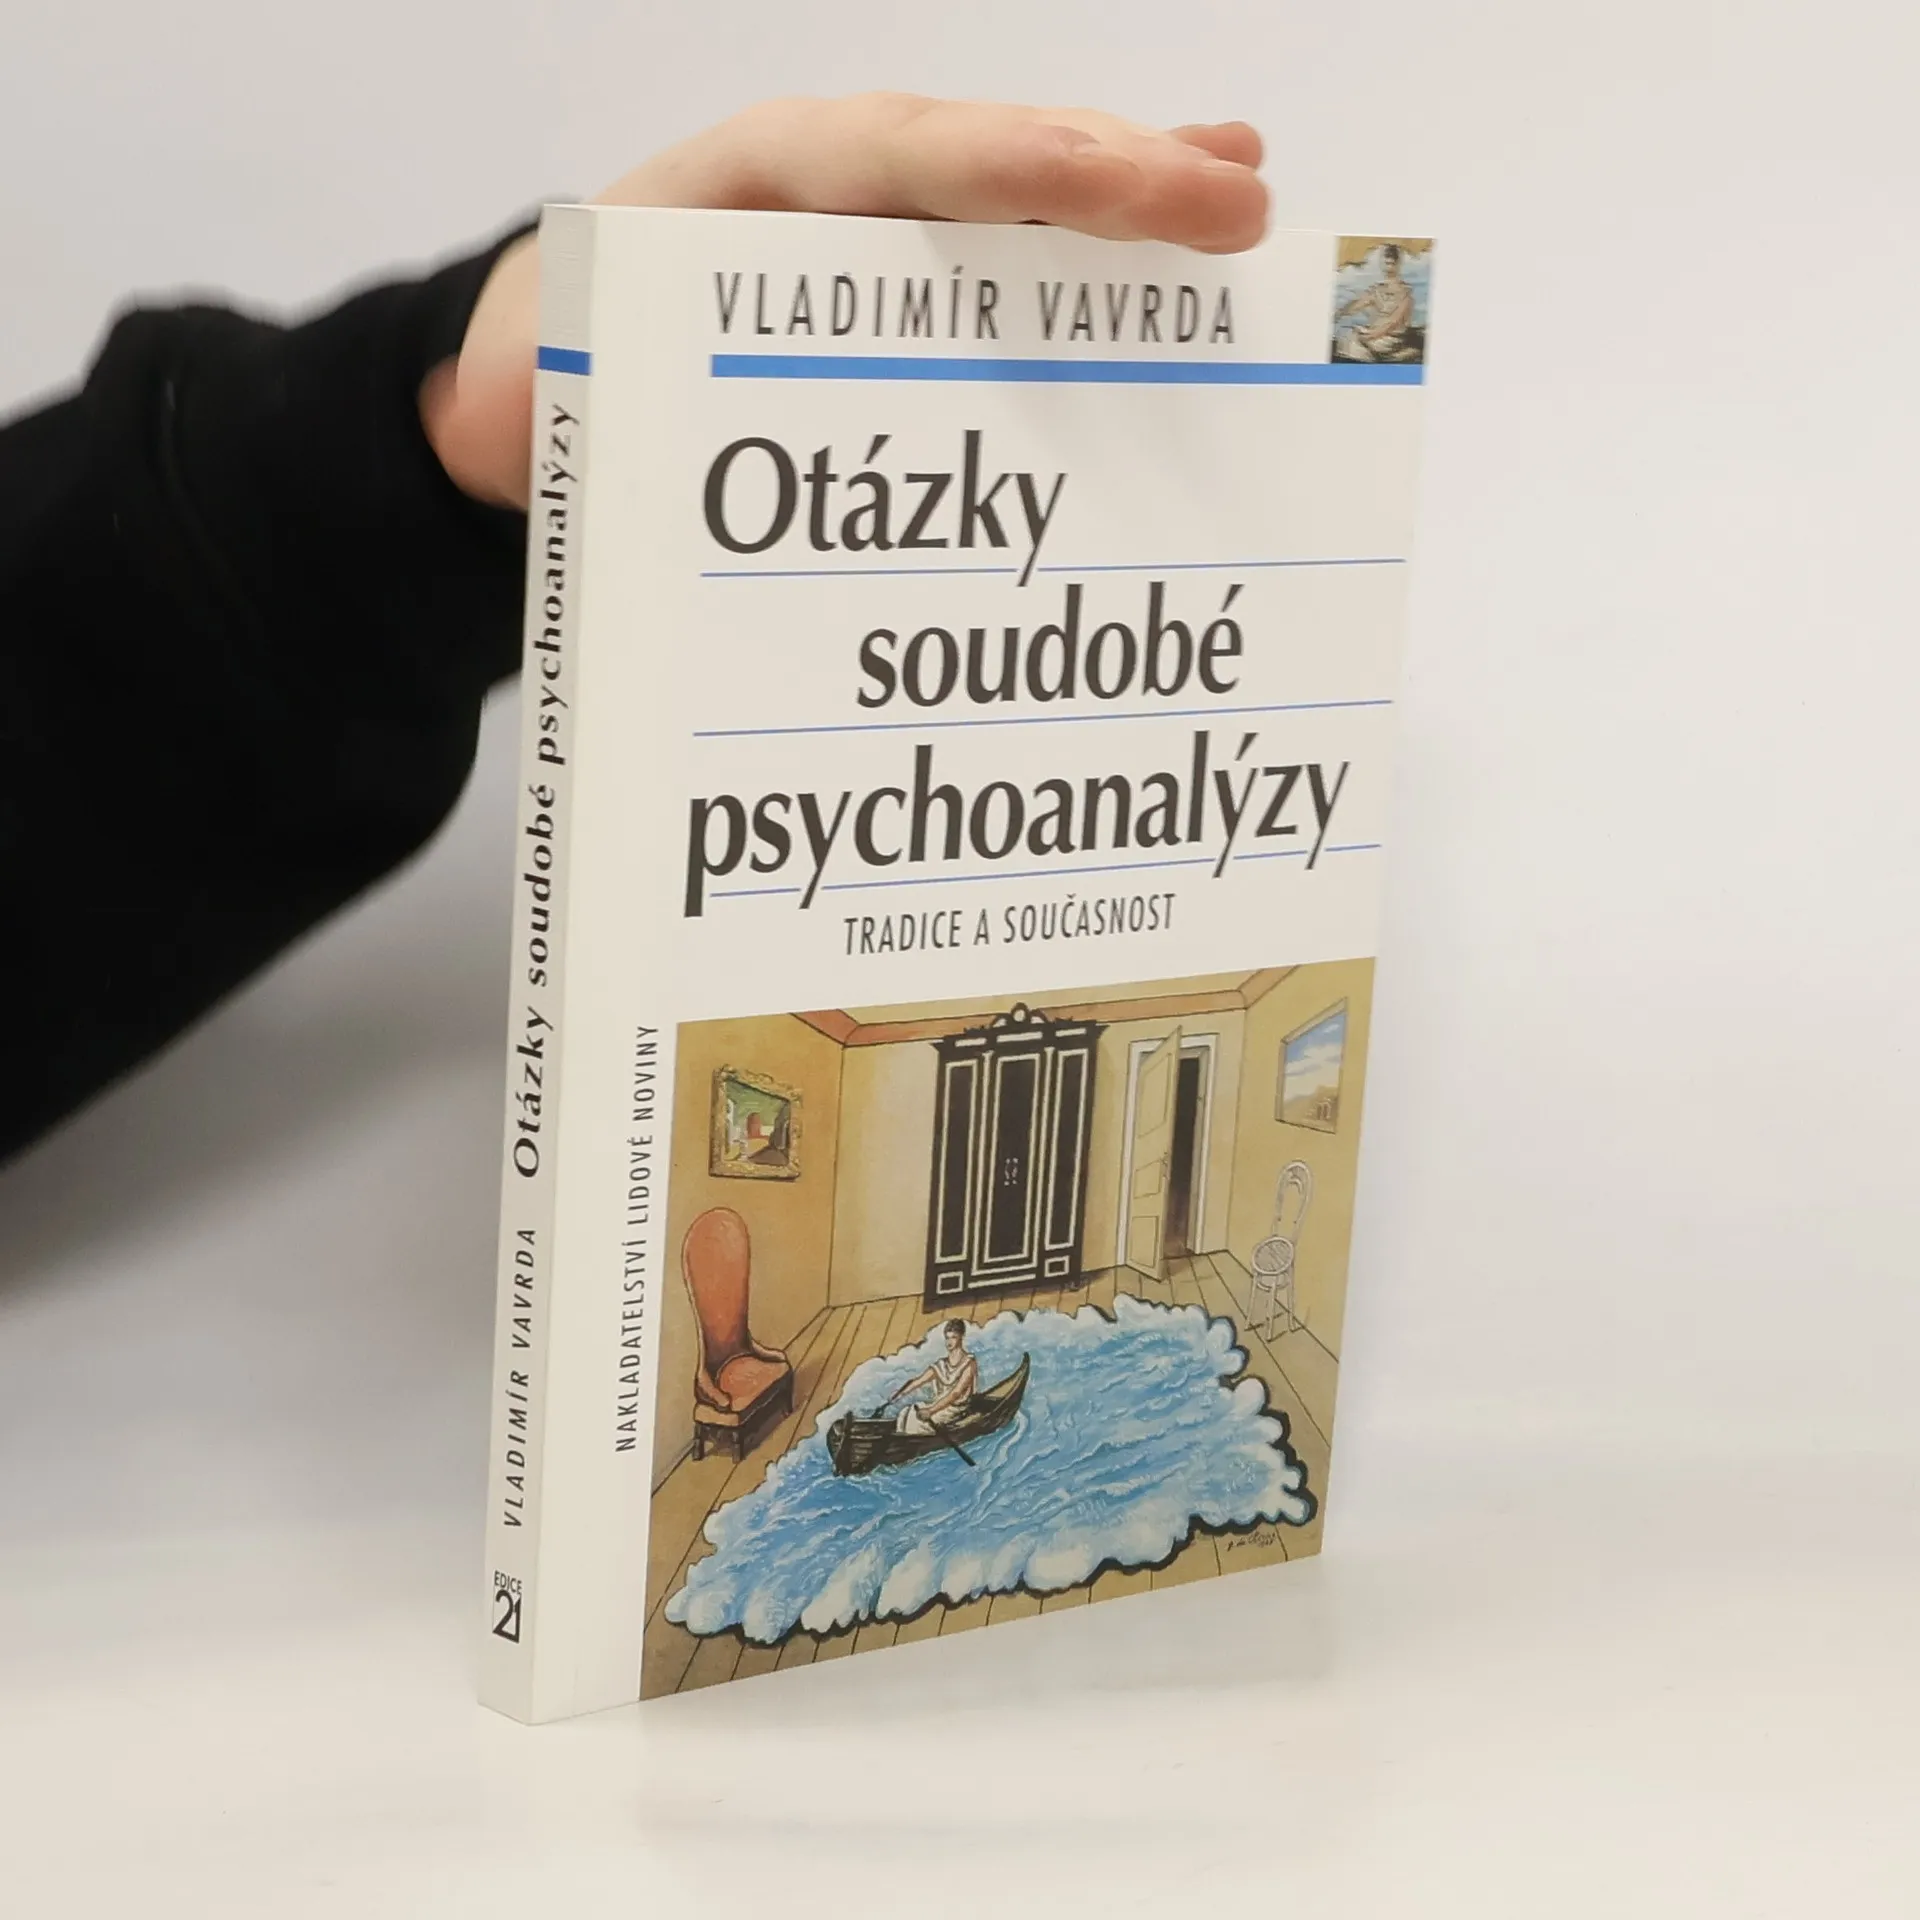 VLADIMÍR VAVRDA
Otázky
soudobé
psychoanalýzy
TRADICE A SOUČASNOST
NAKLADATELSTVÍ LIDOVÉ NOVINY
VLADIMÍR VAVRDA Otázky soudobé psychoanalýzy
EDICE
21